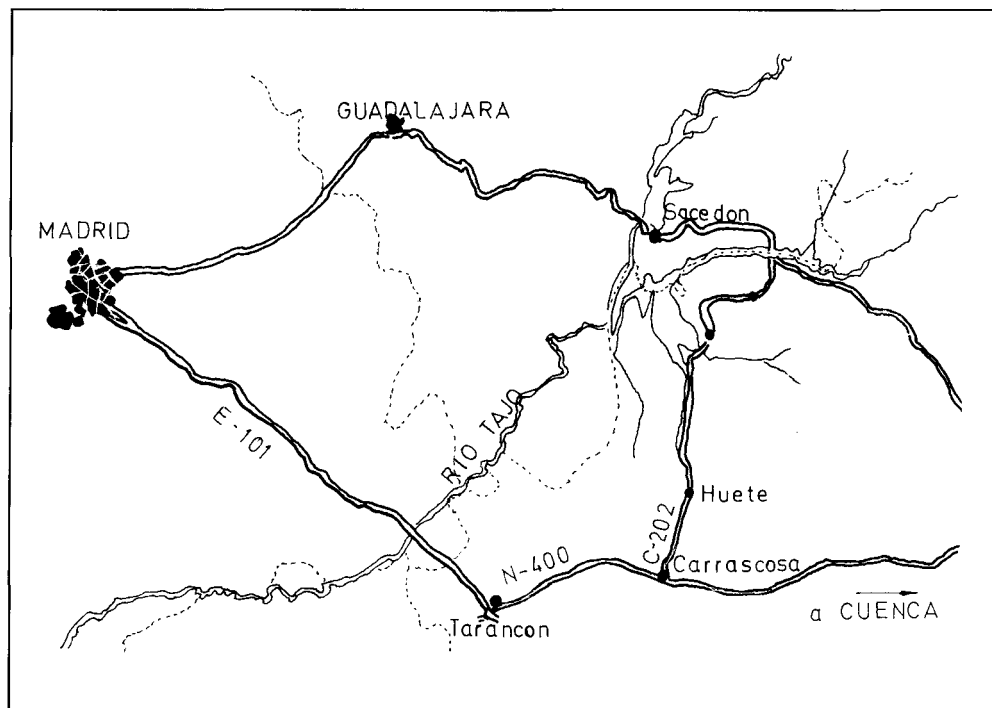 GUADALAJARA
Sacedon
MADRID
E-101
RIO TAJO
Huete
C-202
N-400
Carrascosa
a CUENCA
Tarancon